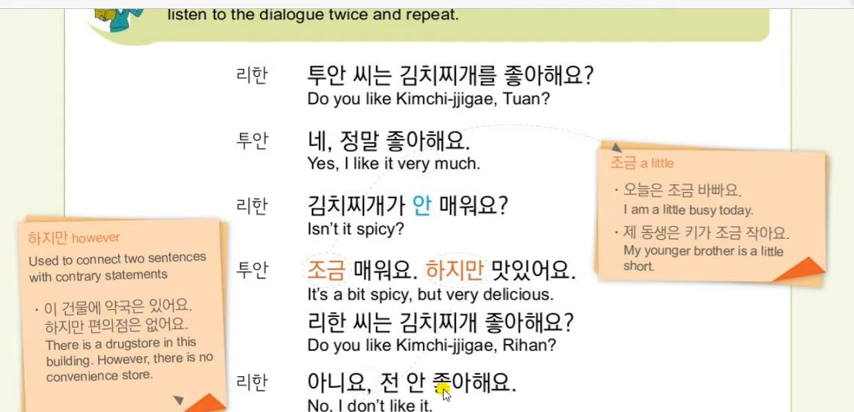 listen to the dialogue twice and repeat.
리한
투안 씨는 김치찌개를 좋아해요?
Do you like Kimchi-jjigae, Tuan?
투안
네, 정말 좋아해요.
Yes, I like it very much.
리한
김치찌개가 안 매워요?
Isn't it spicy?
투안
조금 매워요. 하지만 맛있어요.
It's a bit spicy, but very delicious.
리한 씨는 김치찌개 좋아해요?
Do you like Kimchi-jjigae, Rihan?
리한
아니요, 전 안 좋아해요.
No, I don't like it.
조금 a little
· 오늘은 조금 바빠요.
I am a little busy today.
· 제 동생은 키가 조금 작아요.
My younger brother is a little
short.
하지만 however
Used to connect two sentences
with contrary statements
· 이 건물에 약국은 있어요.
하지만 편의점은 없어요.
There is a drugstore in this
building. However, there is no
convenience store.